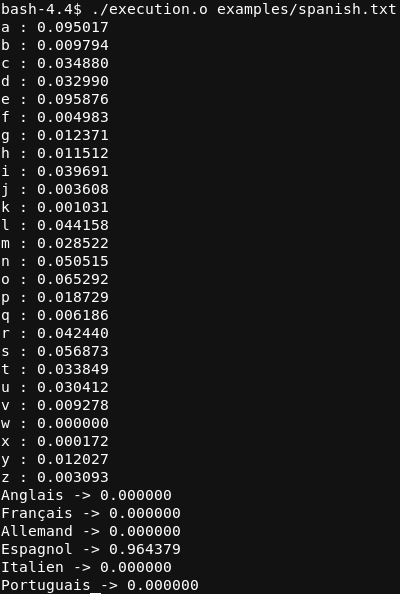 bash-4.4$ ./execution.o examples/spanish.txt
a : 0.095017
b : 0.009794
c : 0.034880
d : 0.032990
e : 0.095876
f : 0.004983
g : 0.012371
h : 0.011512
i : 0.039691
j : 0.003608
k : 0.001031
l : 0.044158
m : 0.028522
n : 0.050515
o : 0.065292
p : 0.018729
q : 0.006186
r : 0.042440
s : 0.056873
t : 0.033849
u : 0.030412
v : 0.009278
w : 0.000000
x : 0.000172
y : 0.012027
z : 0.003093
Anglais -> 0.000000
Français -> 0.000000
Allemand -> 0.000000
Espagnol -> 0.964379
Italien -> 0.000000
Portuguais -> 0.000000